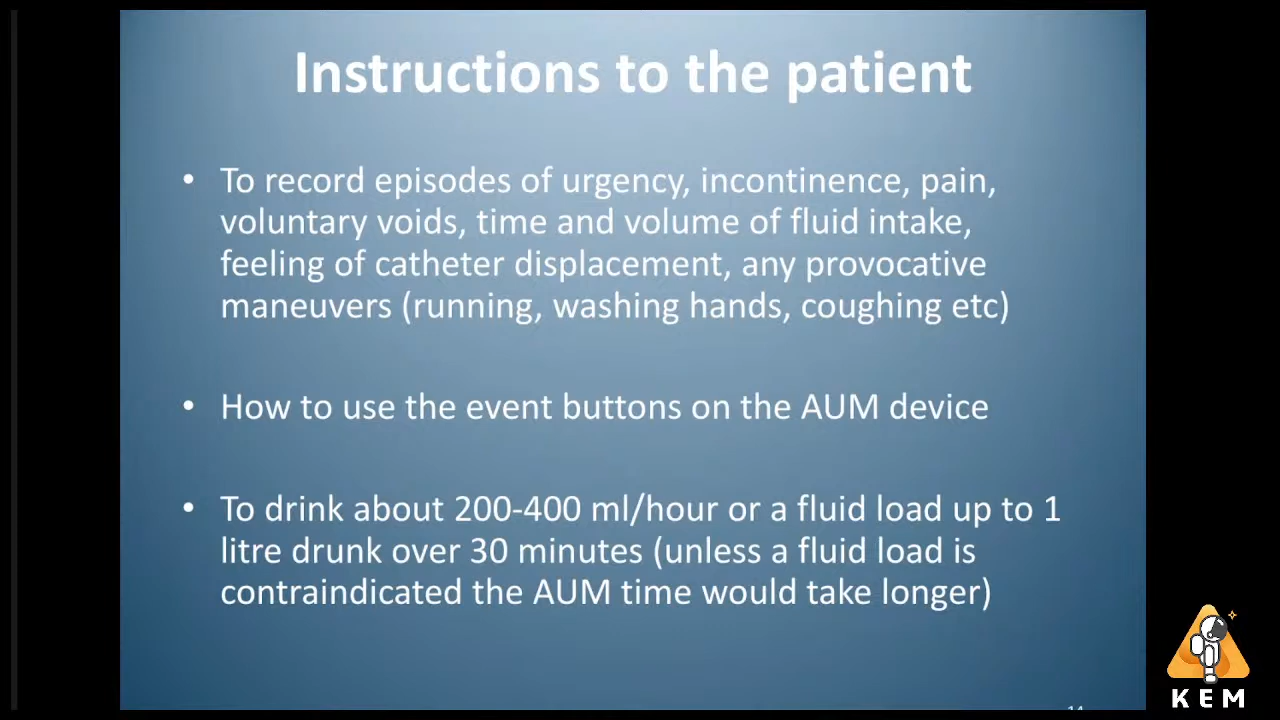 Instructions to the patient
• To record episodes of urgency, incontinence, pain,
voluntary voids, time and volume of fluid intake,
feeling of catheter displacement, any provocative
maneuvers (running, washing hands, coughing etc)
• How to use the event buttons on the AUM device
• To drink about 200-400 ml/hour or a fluid load up to 1
litre drunk over 30 minutes (unless a fluid load is
contraindicated the AUM time would take longer)
KEM